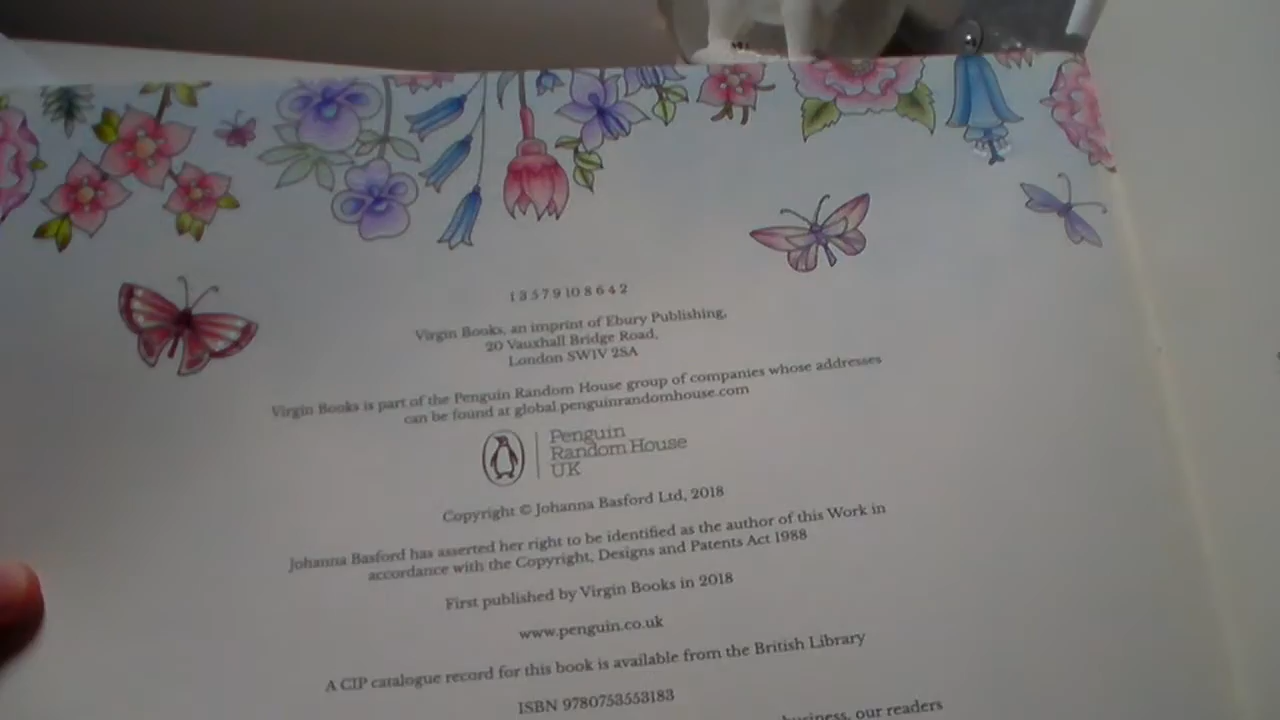 1 3 5 7 9 10 8 6 4 2
Virgin Books, an imprint of Ebury Publishing,
20 Vauxhall Bridge Road,
London SW1V 2SA
Virgin Books is part of the Penguin Random House group of companies whose addresses
can be found at global.penguinrandomhouse.com
Penguin
Random House
UK
Copyright © Johanna Basford Ltd, 2018
Johanna Basford has asserted her right to be identified as the author of this Work in
accordance with the Copyright, Designs and Patents Act 1988
First published by Virgin Books in 2018
www.penguin.co.uk
A CIP catalogue record for this book is available from the British Library
ISBN 9780753553183
business, our readers